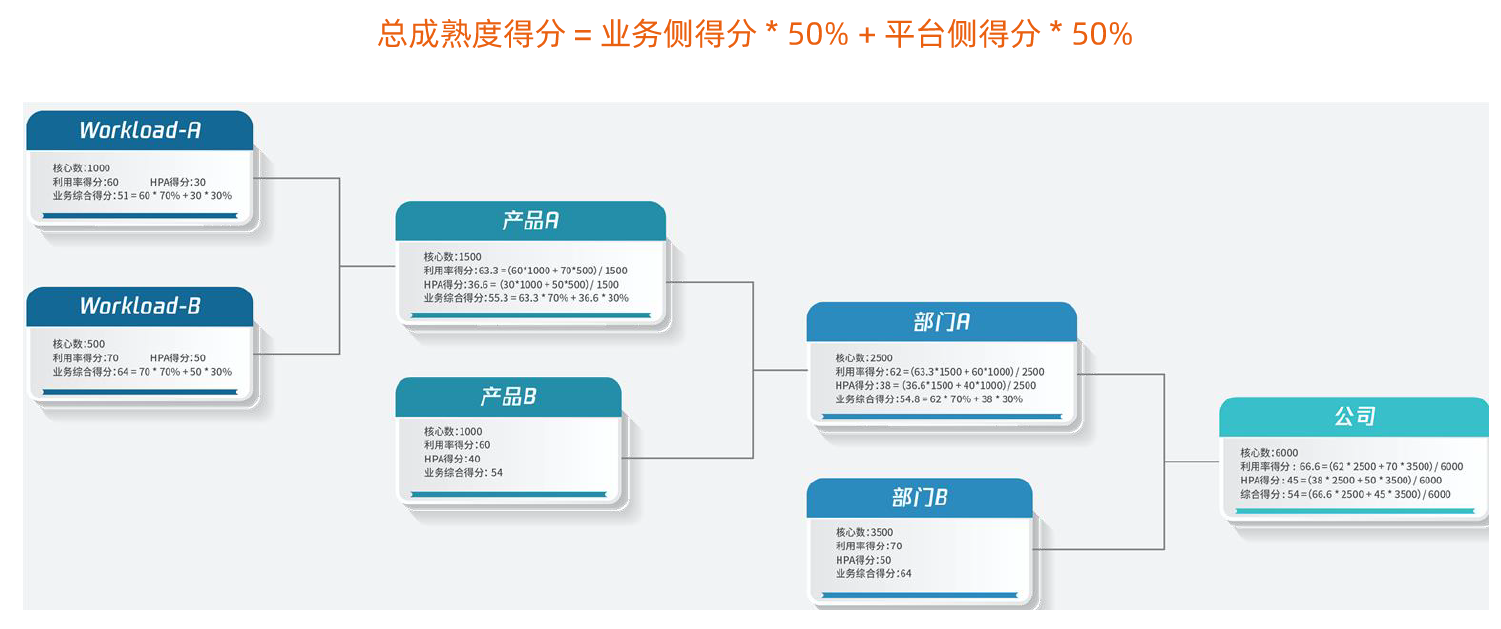 总成熟度得分 = 业务侧得分 * 50% + 平台侧得分 * 50%
Workload-A
核心数:1000
利用率得分:60 HPA得分:30
业务综合得分:51 = 60 * 70% + 30 * 30%
Workload-B
核心数:500
利用率得分:70 HPA得分:50
业务综合得分:64 = 70 * 70% + 50 * 30%
产品A
核心数:1500
利用率得分:63.3 =(60*1000 + 70*500) / 1500
HPA得分:36.6 = (30*1000 + 50*500) / 1500
业务综合得分:55.3 = 63.3 * 70% + 36.6 * 30%
产品B
核心数:1000
利用率得分:60
HPA得分:40
业务综合得分: 54
部门A
核心数:2500
利用率得分:62 =(63.3*1500 + 60*1000) / 2500
HPA得分:38 = (36.6*1500 + 40*1000) / 2500
业务综合得分:54.8 = 62 * 70% + 38 * 30%
部门B
核心数:3500
利用率得分:70
HPA得分:50
业务综合得分:64
公司
核心数:6000
利用率得分 : 66.6 =(62 * 2500 + 70 * 3500) / 6000
HPA得分 : 45 =(38 * 2500 + 50 * 3500) / 6000
综合得分 : 54 =(66.6 * 2500 + 45 * 3500) / 6000